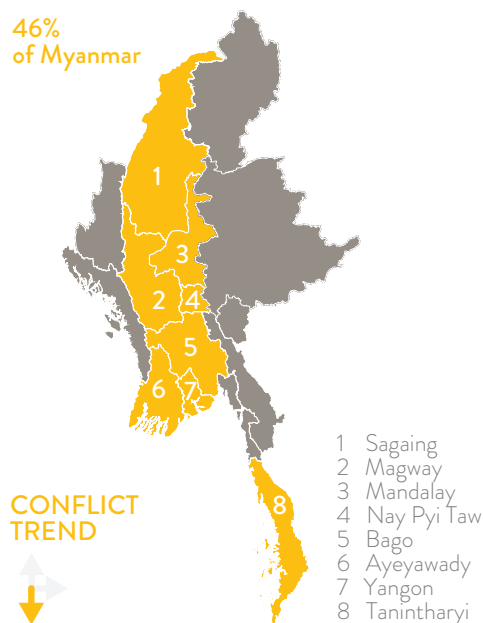 46%
of Myanmar
1
3
2
4
5
6
7
8
1 Sagaing
2 Magway
3 Mandalay
4 Nay Pyi Taw
5 Bago
6 Ayeyawady
7 Yangon
8 Tanintharyi
CONFLICT
TREND